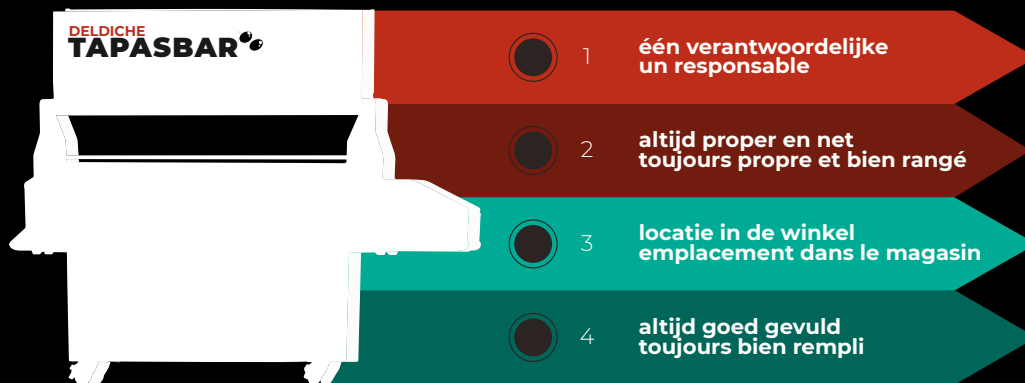 DELDICHE
TAPASBAR
1
één verantwoordelijke
un responsable
2
altijd proper en net
toujours propre et bien rangé
3
locatie in de winkel
emplacement dans le magasin
4
altijd goed gevuld
toujours bien rempli